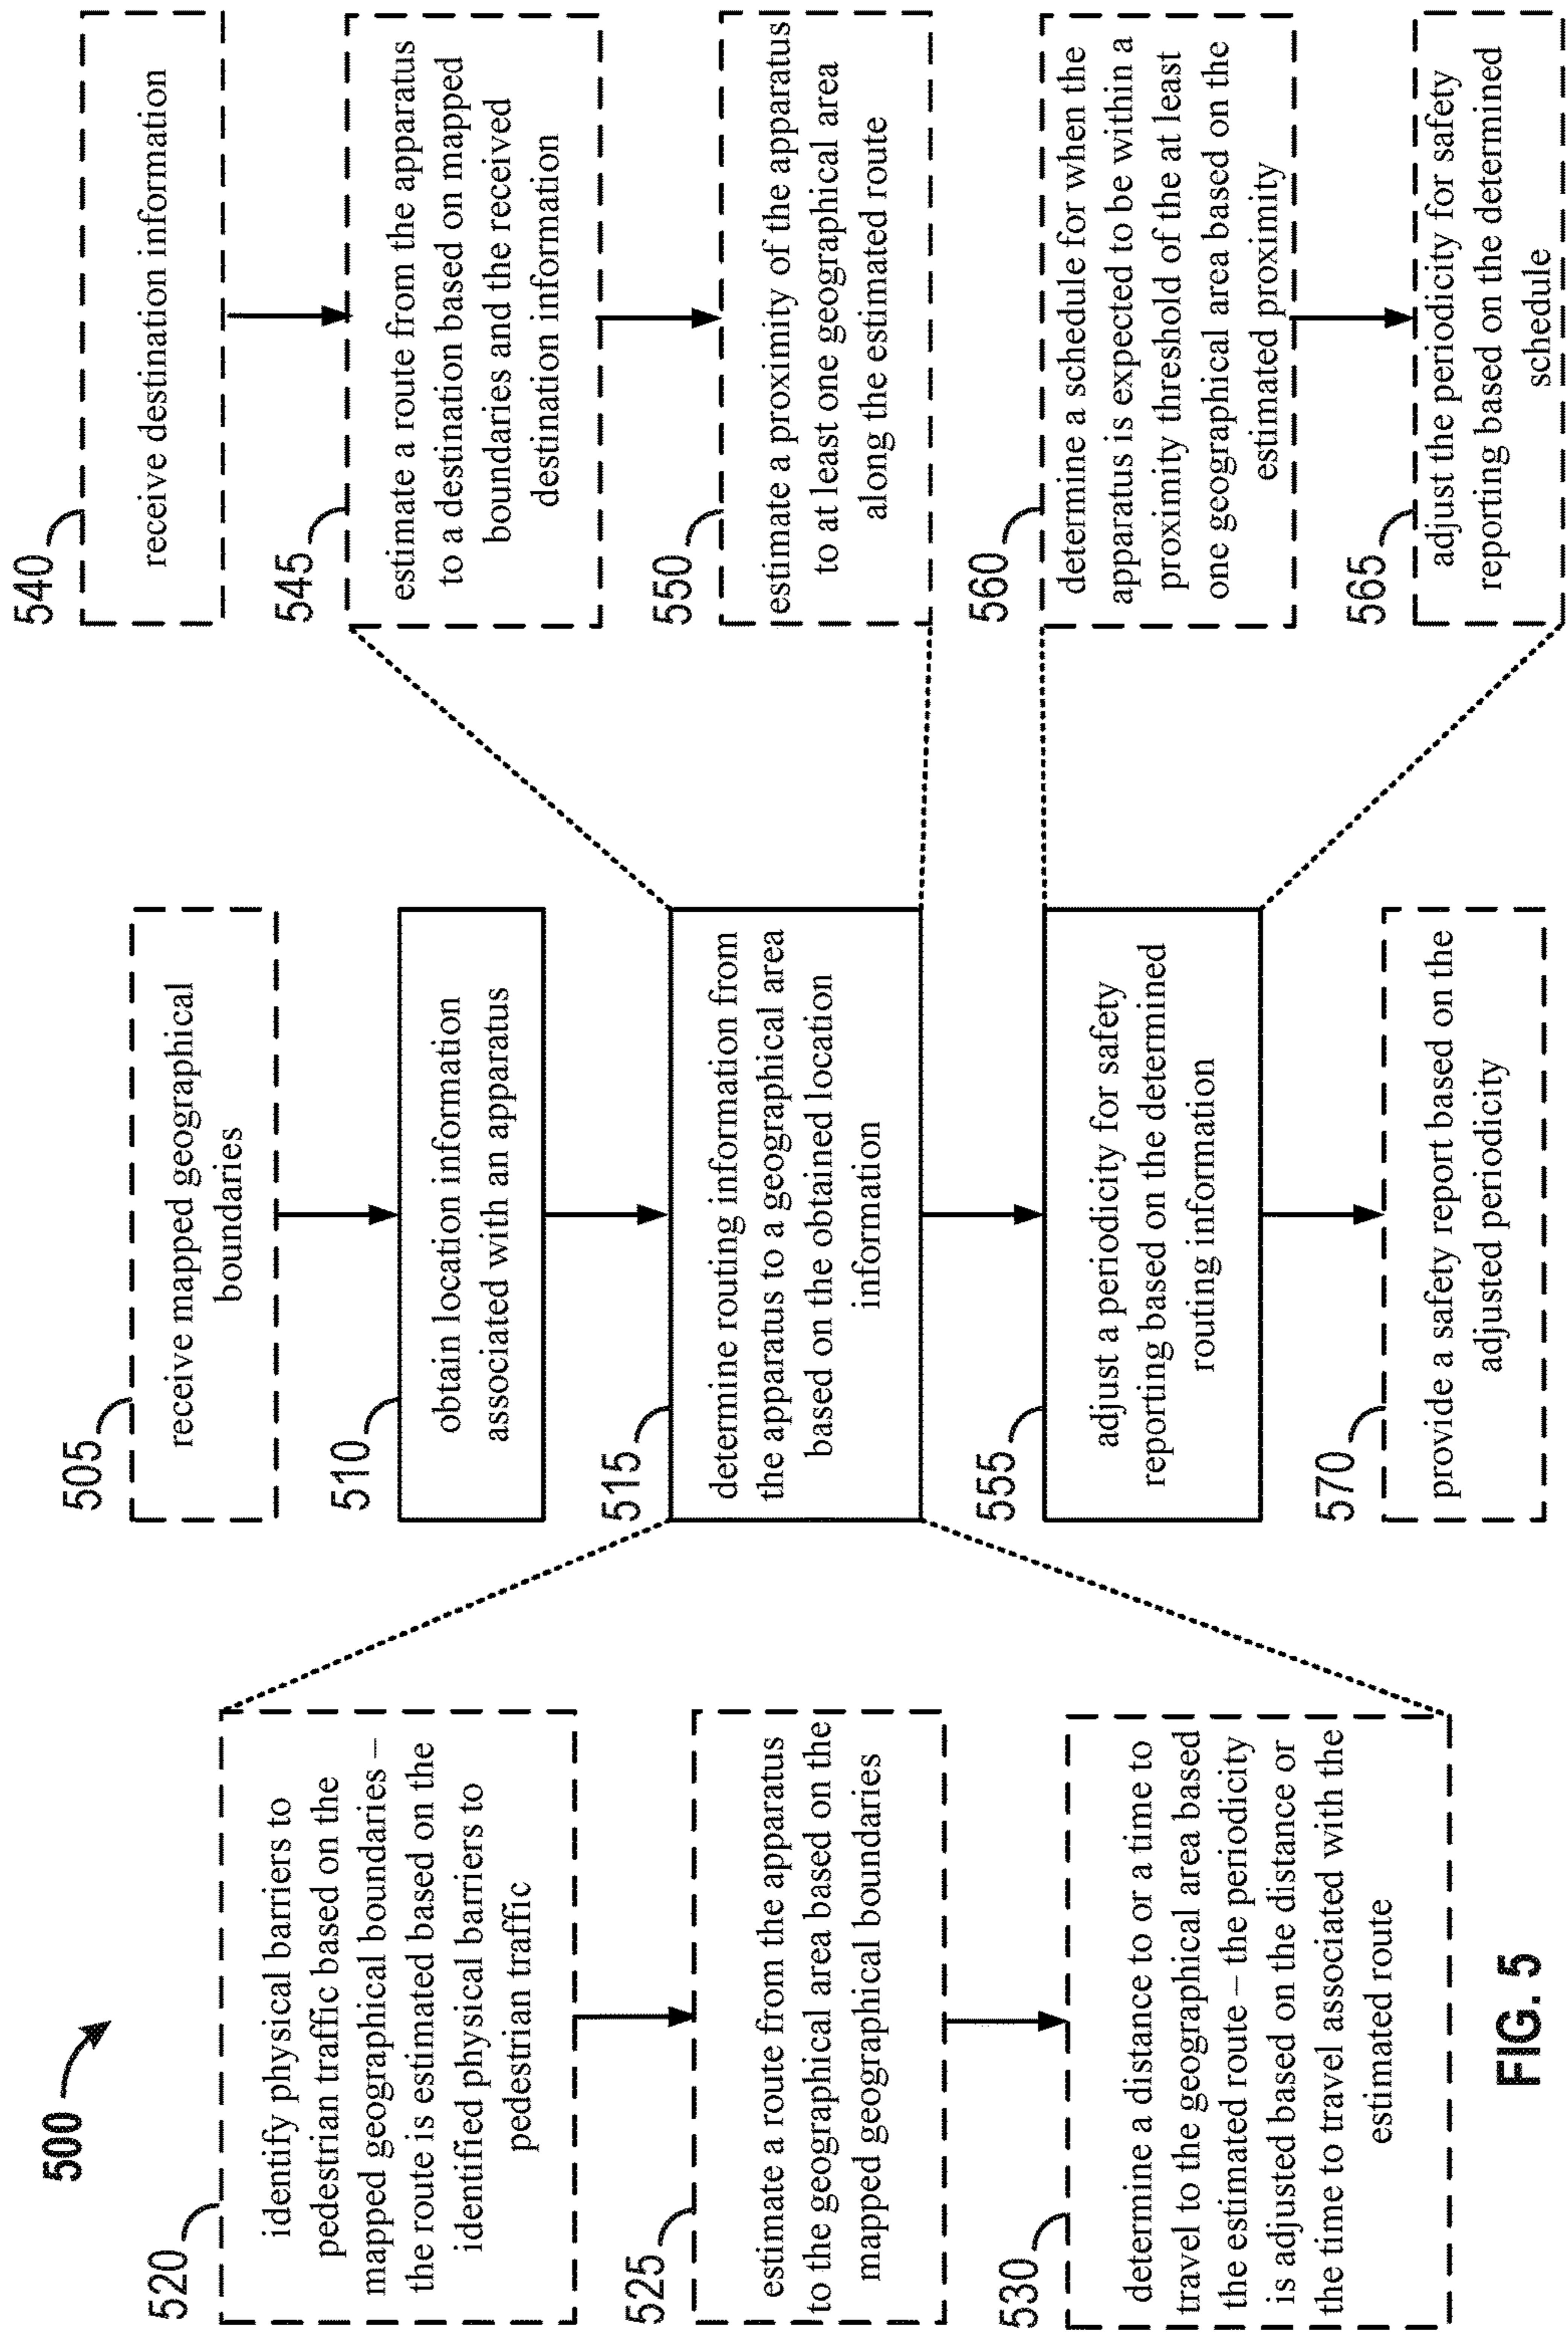 500
520
identify physical barriers to
pedestrian traffic based on the
mapped geographical boundaries –
the route is estimated based on the
identified physical barriers to
pedestrian traffic
525
estimate a route from the apparatus
to the geographical area based on the
mapped geographical boundaries
530
determine a distance to or a time to
travel to the geographical area based
the estimated route – the periodicity
is adjusted based on the distance or
the time to travel associated with the
estimated route
505
receive mapped geographical
boundaries
510
obtain location information
associated with an apparatus
515
determine routing information from
the apparatus to a geographical area
based on the obtained location
information
555
adjust a periodicity for safety
reporting based on the determined
routing information
570
provide a safety report based on the
adjusted periodicity
540
receive destination information
545
estimate a route from the apparatus
to a destination based on mapped
boundaries and the received
destination information
550
estimate a proximity of the apparatus
to at least one geographical area
along the estimated route
560
determine a schedule for when the
apparatus is expected to be within a
proximity threshold of the at least
one geographical area based on the
estimated proximity
565
adjust the periodicity for safety
reporting based on the determined
schedule
FIG. 5